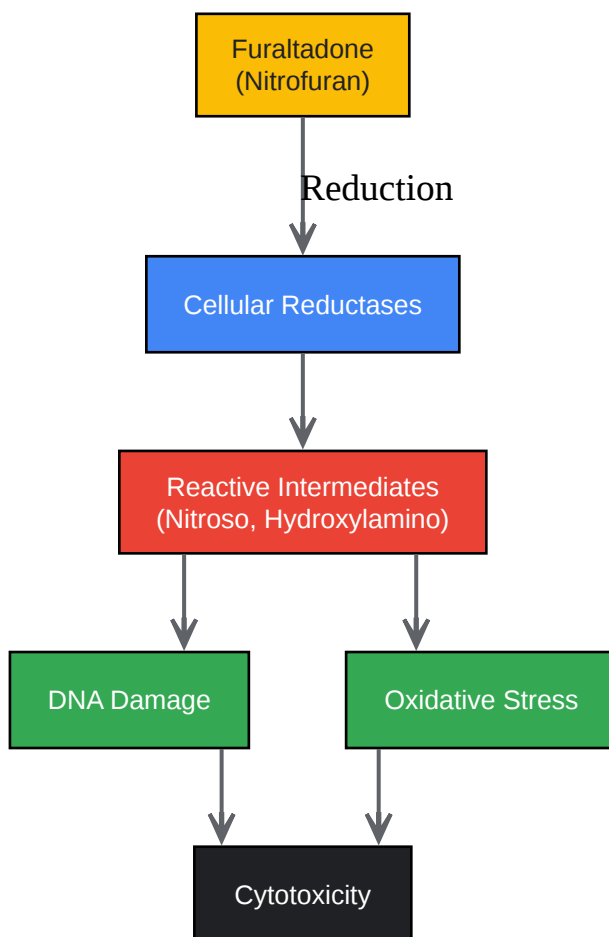 Furaltadone
(Nitrofuran)
Reduction
Cellular Reductases
Reactive Intermediates
(Nitroso, Hydroxylamino)
DNA Damage
Oxidative Stress
Cytotoxicity